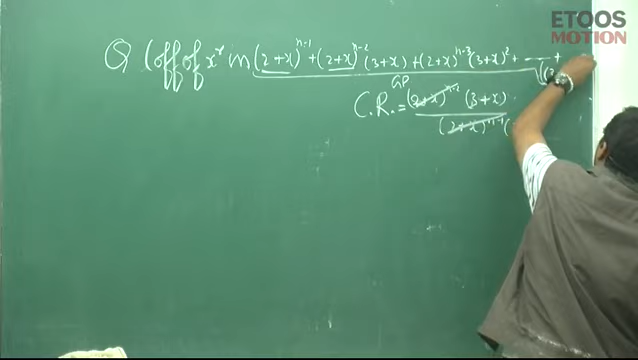 ETOOS
MOTION
Q. Coff of x^r in (2+x)^{n-1} + (2+x)^{n-2} (3+x) + (2+x)^{n-3} (3+x)^2 + ---- +
GP
C.R. = (2+x)^{n-2} (3+x)
(2+x)^{n-1}